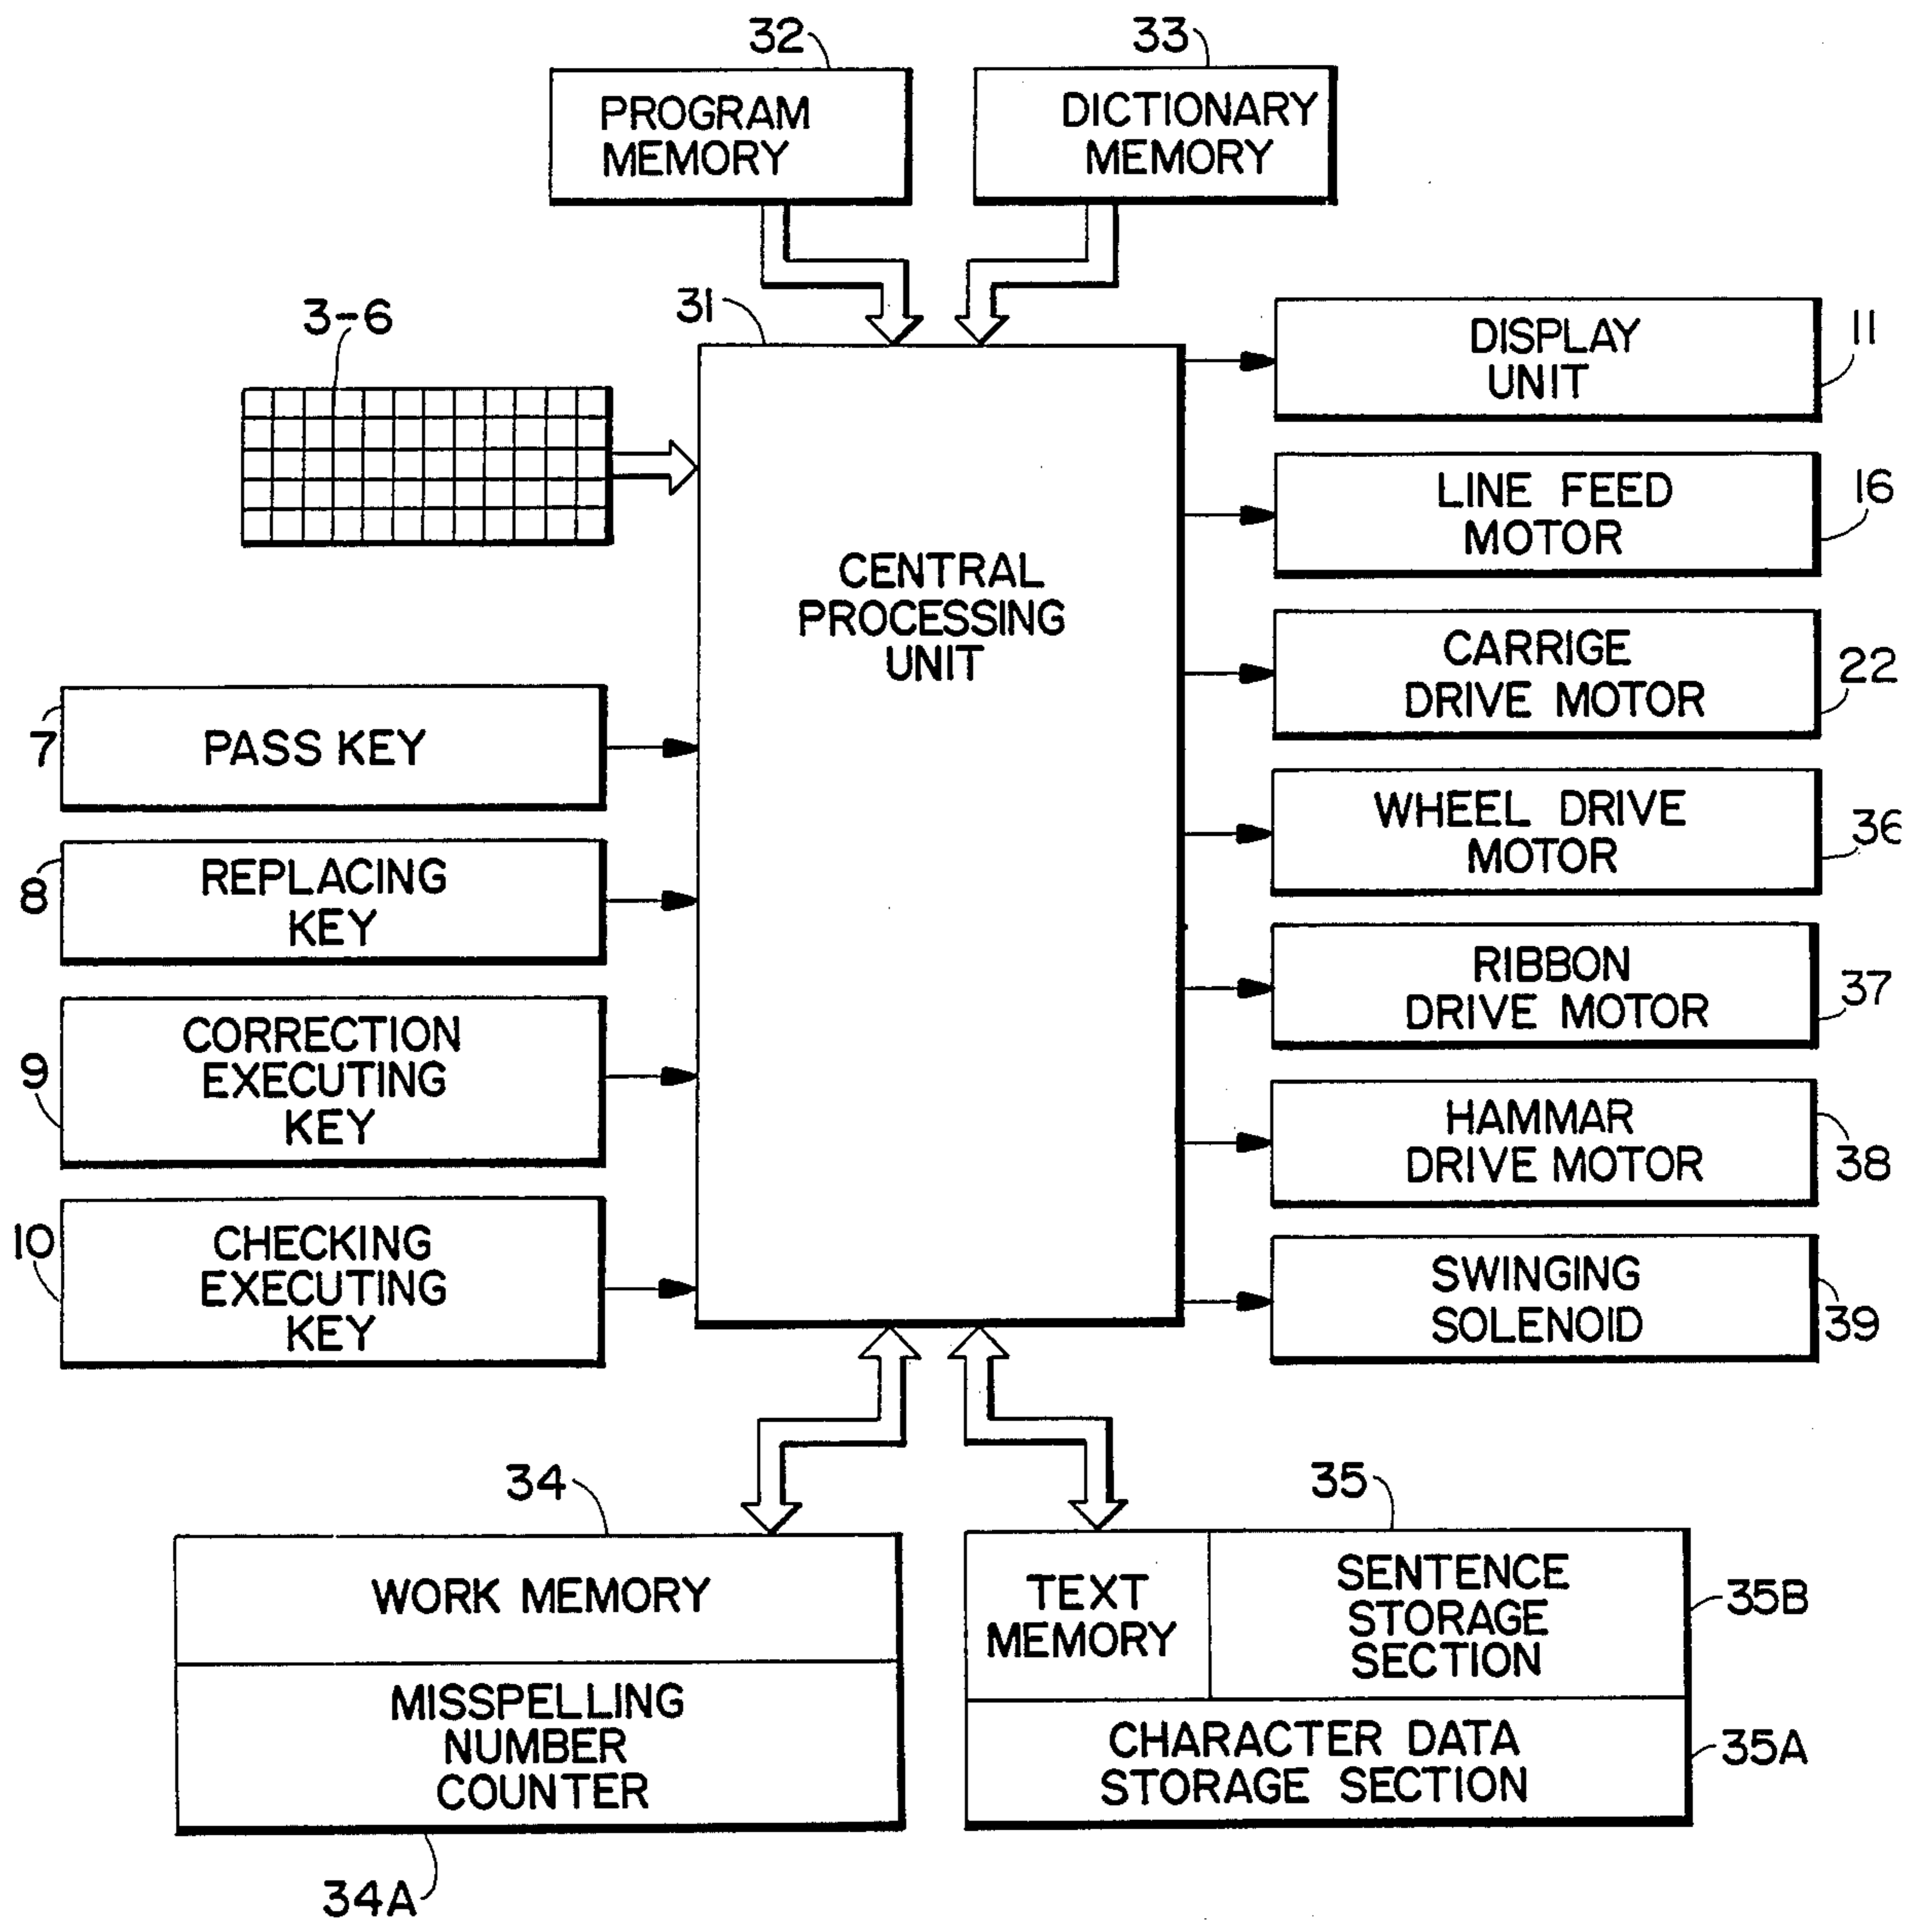 32
33
PROGRAM
MEMORY
DICTIONARY
MEMORY
3-6
31
CENTRAL
PROCESSING
UNIT
7
PASS KEY
8
REPLACING
KEY
9
CORRECTION
EXECUTING
KEY
10
CHECKING
EXECUTING
KEY
DISPLAY
UNIT
11
LINE FEED
MOTOR
16
CARRIGE
DRIVE MOTOR
22
WHEEL DRIVE
MOTOR
36
RIBBON
DRIVE MOTOR
37
HAMMAR
DRIVE MOTOR
38
SWINGING
SOLENOID
39
34
WORK MEMORY
MISSPELLING
NUMBER
COUNTER
34A
35
TEXT
MEMORY
SENTENCE
STORAGE
SECTION
35B
CHARACTER DATA
STORAGE SECTION
35A